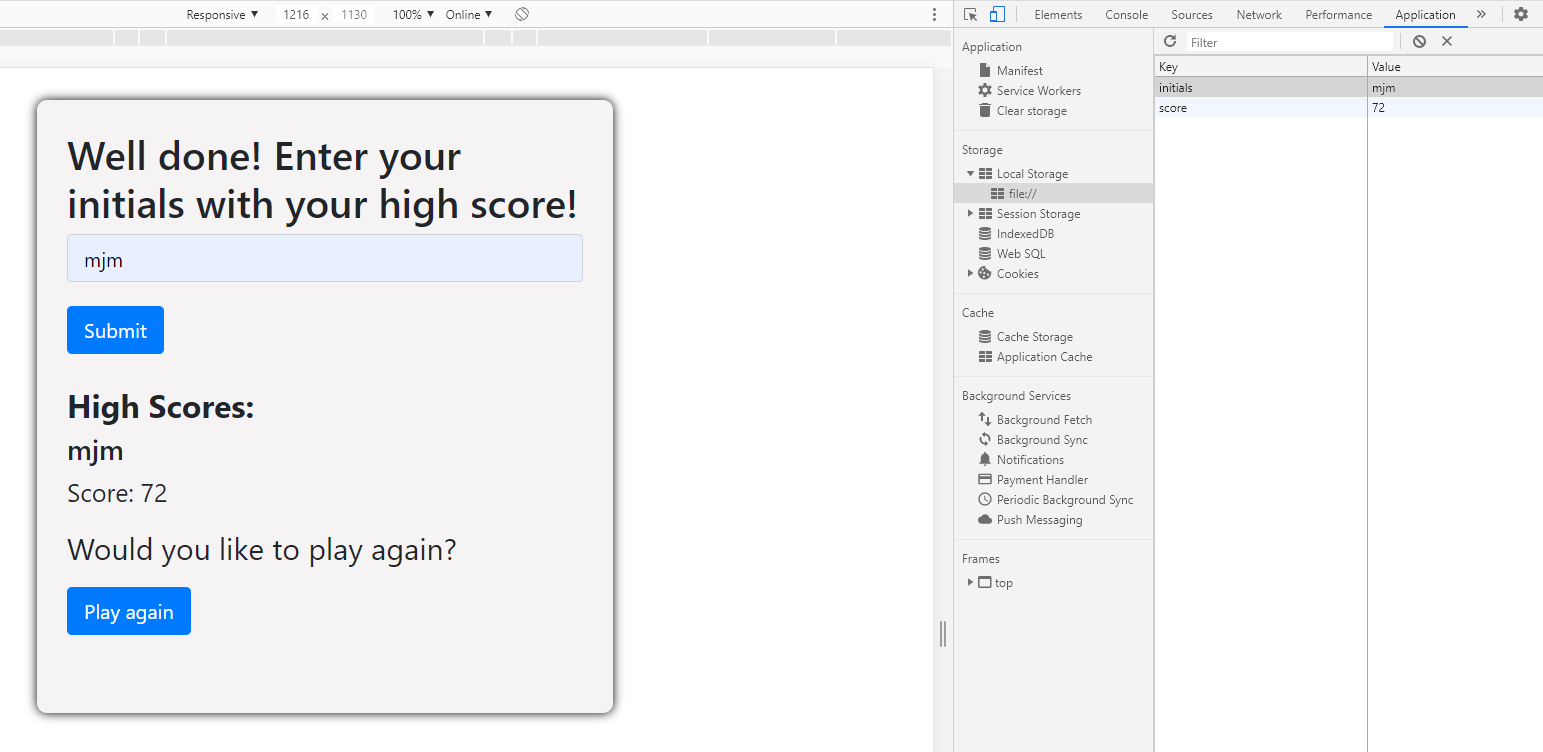 Responsive ▼ 1216 × 1130 100% ▼ Online ▼
Well done! Enter your
initials with your high score!
mjm
Submit
High Scores:
mjm
Score: 72
Would you like to play again?
Play again
Elements Console Sources Network Performance Application »
Application
Manifest
Service Workers
Clear storage
Storage
Local Storage
file://
Session Storage
IndexedDB
Web SQL
Cookies
Cache
Cache Storage
Application Cache
Background Services
Background Fetch
Background Sync
Notifications
Payment Handler
Periodic Background Sync
Push Messaging
Frames
top
Filter
Key Value
initials mjm
score 72